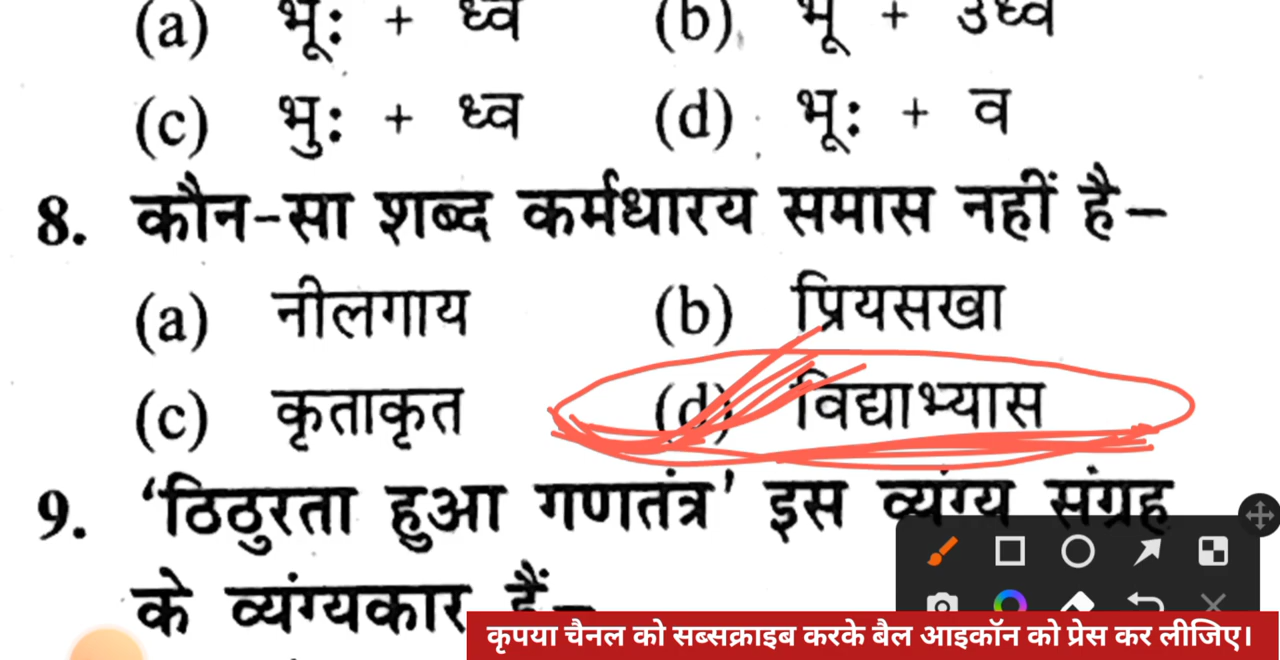 (a) भूः + ध्व (b) भू + उर्ध्व
(c) भुः + ध्व (d) भूः + व
8. कौन-सा शब्द कर्मधारय समास नहीं है–
(a) नीलगाय (b) प्रियसखा
(c) कृताकृत (d) विद्याभ्यास
9. ‘ठिठुरता हुआ गणतंत्र’ इस व्यंग्य संग्रह
के व्यंग्यकार हैं–
कृपया चैनल को सब्सक्राइब करके बैल आइकॉन को प्रेस कर लीजिए।